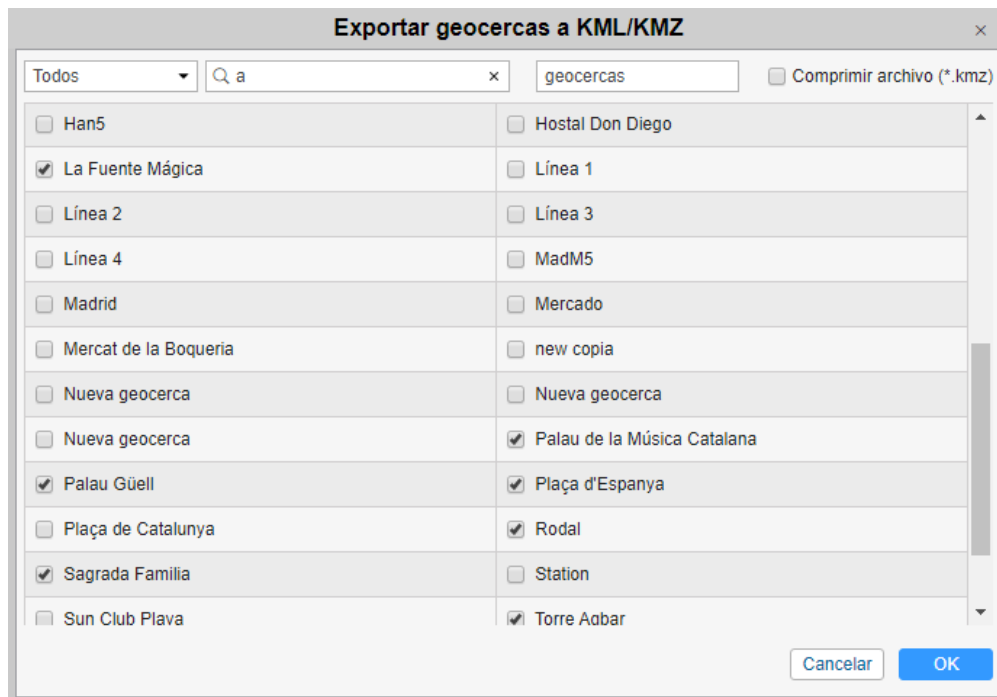 Exportar geocercas a KML/KMZ
Todos a geocercas Comprimir archivo (*.kmz)
Han5 Hostal Don Diego
La Fuente Mágica Línea 1
Línea 2 Línea 3
Línea 4 MadM5
Madrid Mercado
Mercat de la Boqueria new copia
Nueva geocerca Nueva geocerca
Nueva geocerca Palau de la Música Catalana
Palau Güell Plaça d'Espanya
Plaça de Catalunya Rodal
Sagrada Familia Station
Sun Club Playa Torre Agbar
Cancelar OK